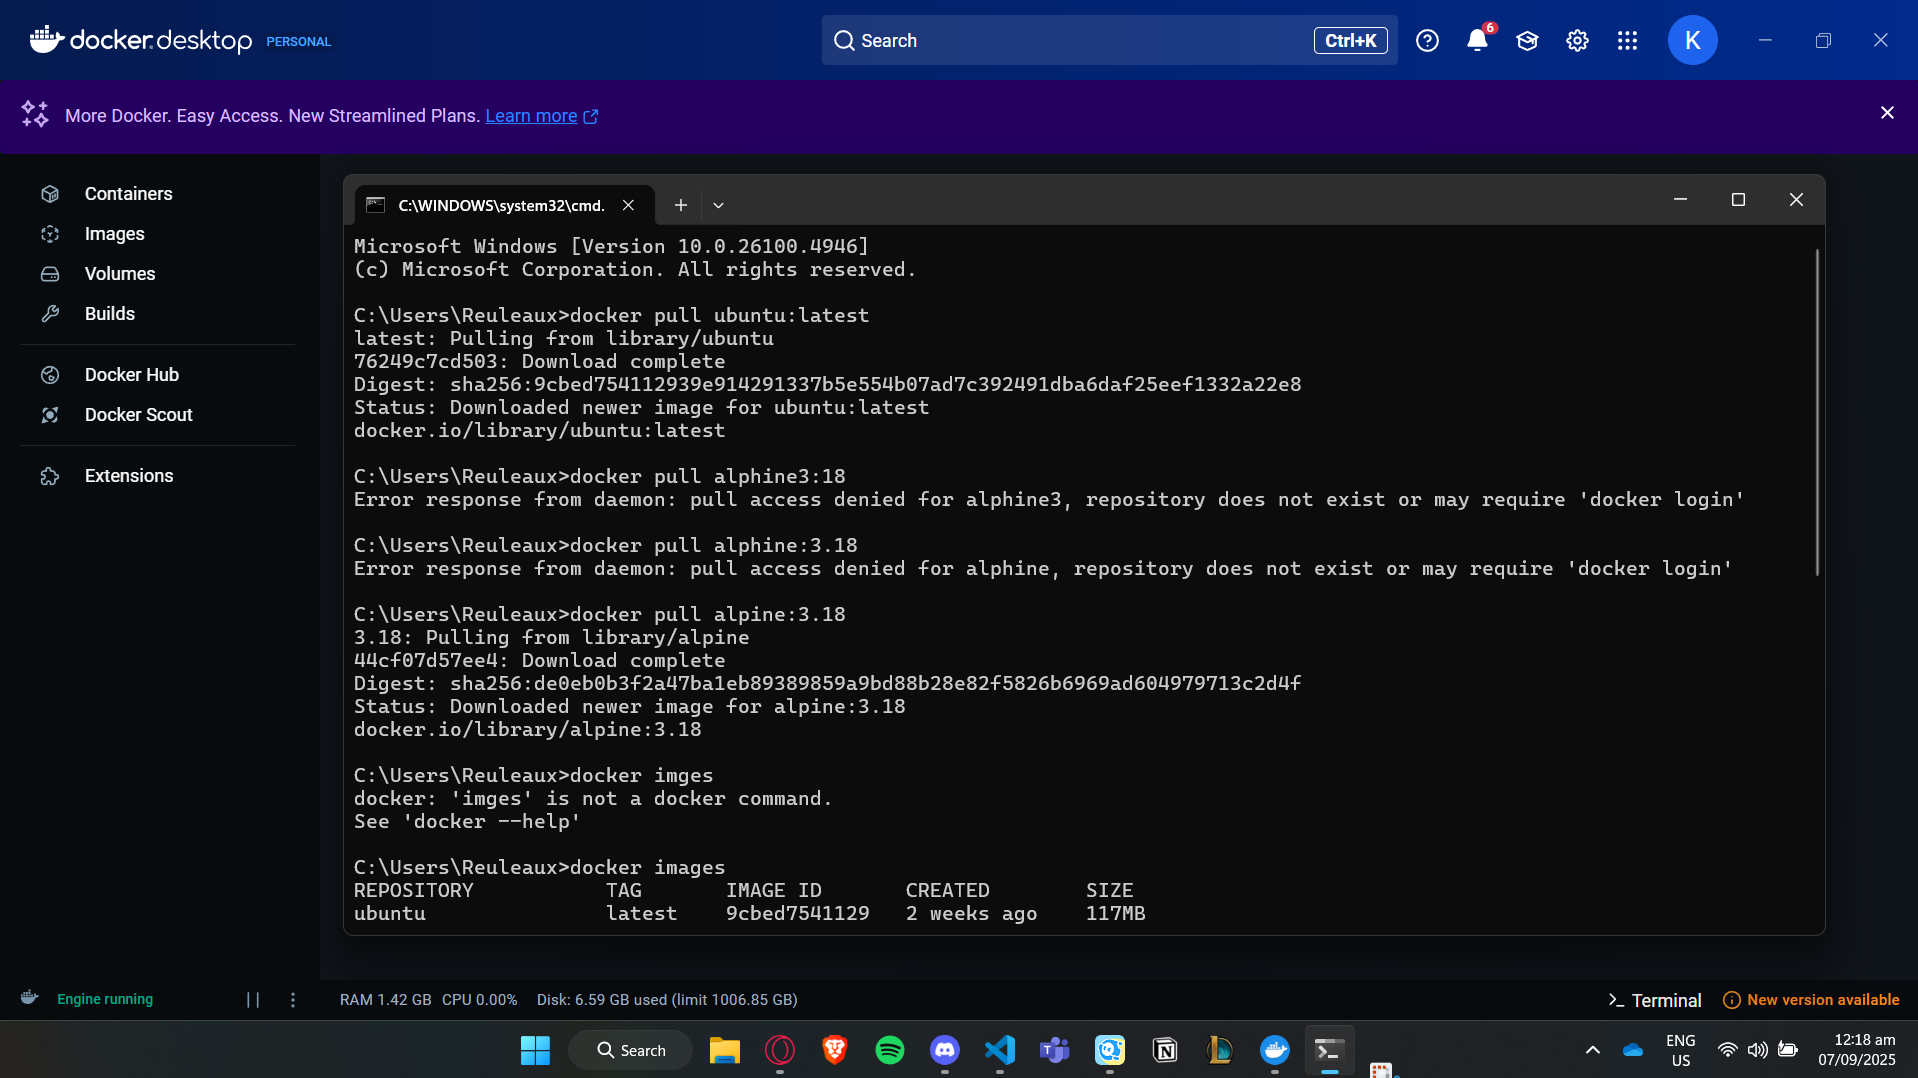 docker.desktop PERSONAL
Search
Ctrl+K
6
K
More Docker. Easy Access. New Streamlined Plans. Learn more
Containers
Images
Volumes
Builds
Docker Hub
Docker Scout
Extensions
C:\WINDOWS\system32\cmd.
Microsoft Windows [Version 10.0.26100.4946]
(c) Microsoft Corporation. All rights reserved.
C:\Users\Reuleaux>docker pull ubuntu:latest
latest: Pulling from library/ubuntu
76249c7cd503: Download complete
Digest: sha256:9cbed754112939e914291337b5e554b07ad7c392491dba6daf25eef1332a22e8
Status: Downloaded newer image for ubuntu:latest
docker.io/library/ubuntu:latest
C:\Users\Reuleaux>docker pull alphine3:18
Error response from daemon: pull access denied for alphine3, repository does not exist or may require 'docker login'
C:\Users\Reuleaux>docker pull alphine:3.18
Error response from daemon: pull access denied for alphine, repository does not exist or may require 'docker login'
C:\Users\Reuleaux>docker pull alpine:3.18
3.18: Pulling from library/alpine
44cf07d57ee4: Download complete
Digest: sha256:de0eb0b3f2a47ba1eb89389859a9bd88b28e82f5826b6969ad604979713c2d4f
Status: Downloaded newer image for alpine:3.18
docker.io/library/alpine:3.18
C:\Users\Reuleaux>docker imges
docker: 'imges' is not a docker command.
See 'docker --help'
C:\Users\Reuleaux>docker images
REPOSITORY TAG IMAGE ID CREATED SIZE
ubuntu latest 9cbed7541129 2 weeks ago 117MB
Engine running
RAM 1.42 GB CPU 0.00% Disk: 6.59 GB used (limit 1006.85 GB)
Terminal
New version available
Search
ENG
US
12:18 am
07/09/2025